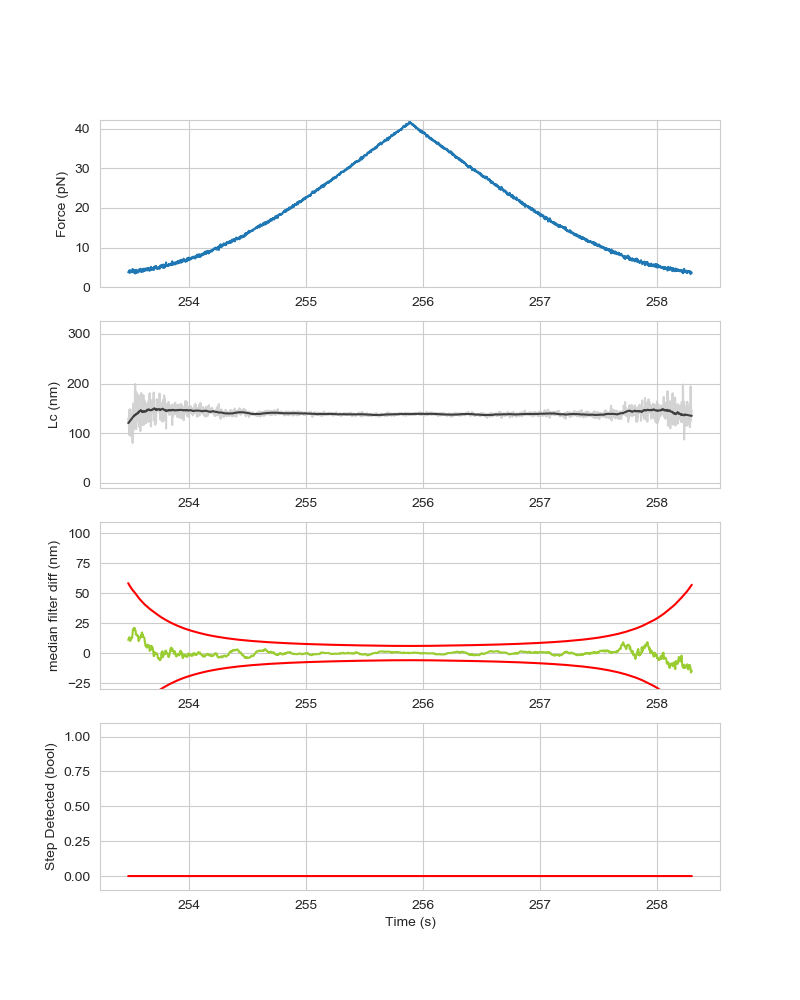 40
30
20
10
0
Force (pN)
254 255 256 257 258
300
200
100
0
Lc (nm)
254 255 256 257 258
100
75
50
25
0
−25
median filter diff (nm)
254 255 256 257 258
1.00
0.75
0.50
0.25
0.00
Step Detected (bool)
254 255 256 257 258
Time (s)